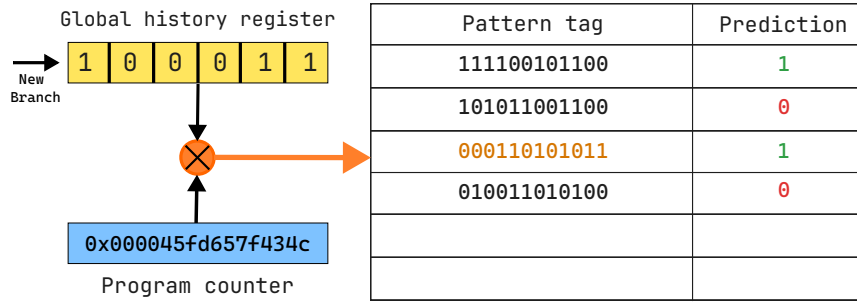 Global history register
1 0 0 0 1 1
New
Branch
0x000045fd657f434c
Program counter
Pattern tag Prediction
111100101100 1
101011001100 0
000110101011 1
010011010100 0